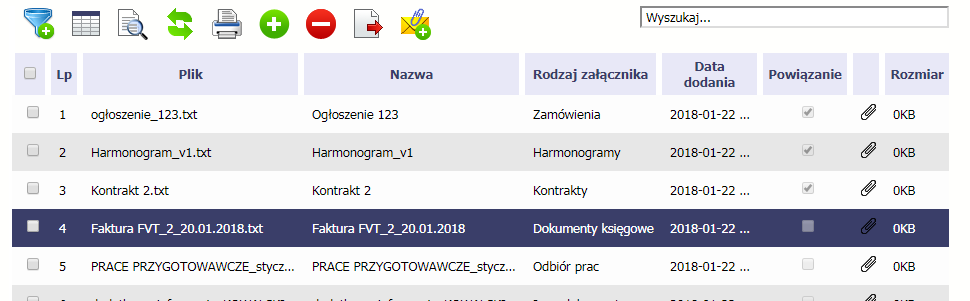 Wyszukaj...
Lp Plik Nazwa Rodzaj załącznika Data dodania Powiązanie Rozmiar
1 ogłoszenie_123.txt Ogłoszenie 123 Zamówienia 2018-01-22 ... 0KB
2 Harmonogram_v1.txt Harmonogram_v1 Harmonogramy 2018-01-22 ... 0KB
3 Kontrakt 2.txt Kontrakt 2 Kontrakty 2018-01-22 ... 0KB
4 Faktura FVT_2_20.01.2018.txt Faktura FVT_2_20.01.2018 Dokumenty księgowe 2018-01-22 ... 0KB
5 PRACE PRZYGOTOWAWCZE_stycz... PRACE PRZYGOTOWAWCZE_stycz... Odbiór prac 2018-01-22 ... 0KB